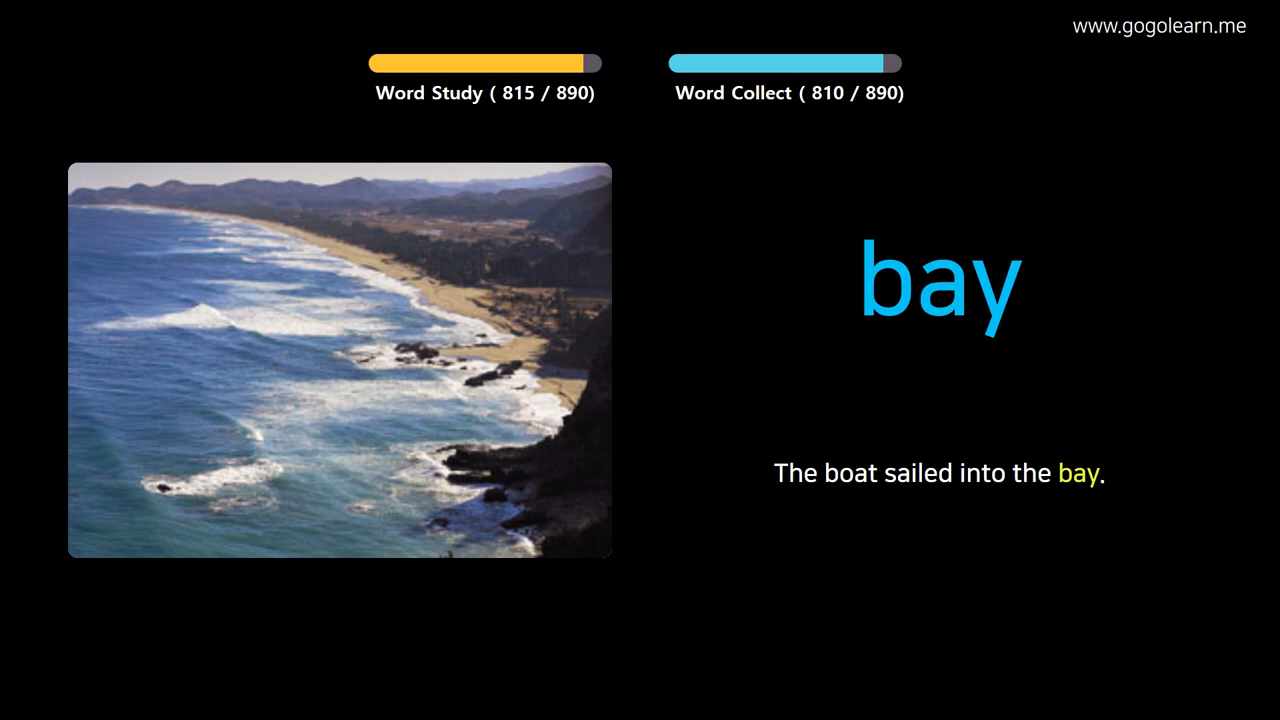 www.gogolearn.me
Word Study ( 815 / 890)
Word Collect ( 810 / 890)
bay
The boat sailed into the bay.